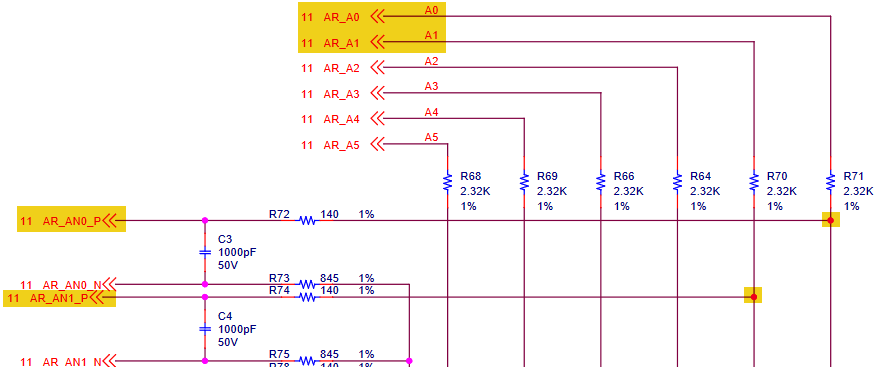 11 AR_A0 A0
11 AR_A1 A1
11 AR_A2 A2
11 AR_A3 A3
11 AR_A4 A4
11 AR_A5 A5
R68 R69 R66 R64 R70 R71
2.32K 2.32K 2.32K 2.32K 2.32K 2.32K
1% 1% 1% 1% 1% 1%
11 AR_AN0_P R72 140 1%
C3
1000pF
50V
11 AR_AN0_N R73 845 1%
11 AR_AN1_P R74 140 1%
C4
1000pF
50V
11 AR_AN1_N R75 845 1%
R78 140 1%